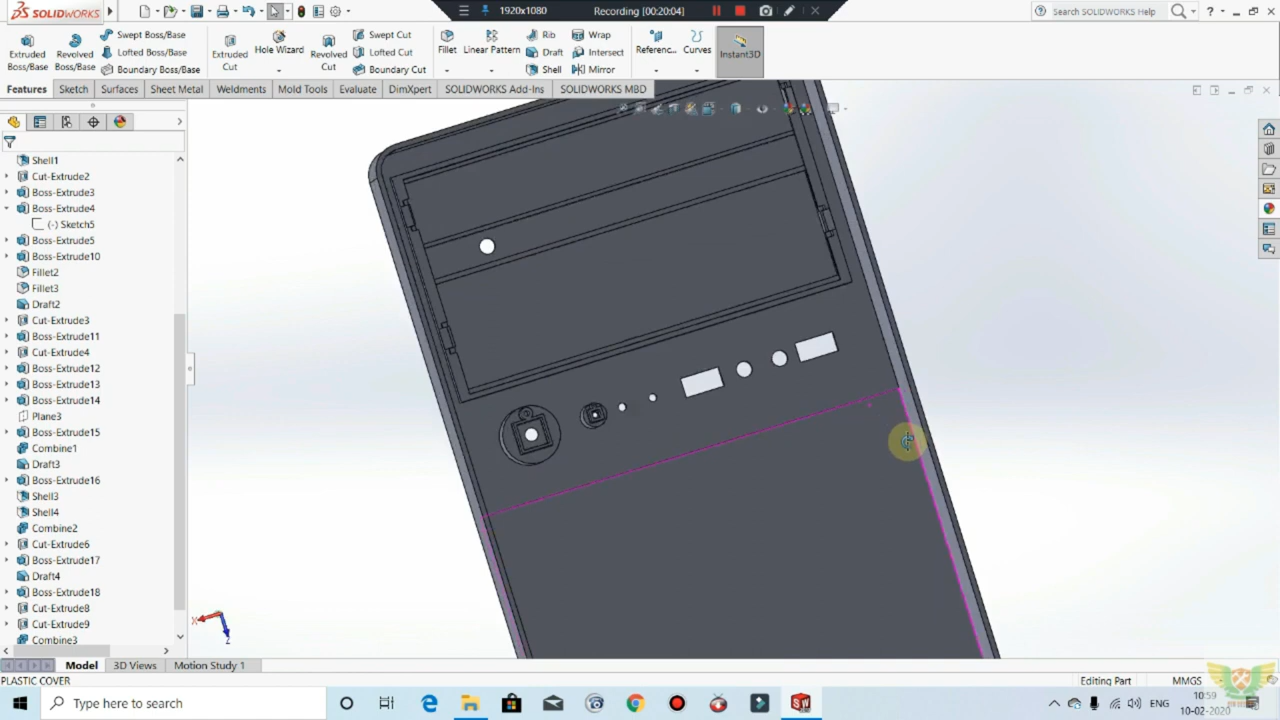 SOLIDWORKS
1920x1080
Recording [00:20:04]
Search SOLIDWORKS Help
Extruded Boss/Base
Revolved Boss/Base
Swept Boss/Base
Lofted Boss/Base
Boundary Boss/Base
Extruded Cut
Hole Wizard
Revolved Cut
Swept Cut
Lofted Cut
Boundary Cut
Fillet
Linear Pattern
Rib
Draft
Shell
Wrap
Intersect
Mirror
Referenc...
Curves
Instant3D
Features
Sketch
Surfaces
Sheet Metal
Weldments
Mold Tools
Evaluate
DimXpert
SOLIDWORKS Add-Ins
SOLIDWORKS MBD
Shell1
Cut-Extrude2
Boss-Extrude3
Boss-Extrude4
(-) Sketch5
Boss-Extrude5
Boss-Extrude10
Fillet2
Fillet3
Draft2
Cut-Extrude3
Boss-Extrude11
Cut-Extrude4
Boss-Extrude12
Boss-Extrude13
Boss-Extrude14
Plane3
Boss-Extrude15
Combine1
Draft3
Boss-Extrude16
Shell3
Shell4
Combine2
Cut-Extrude6
Boss-Extrude17
Draft4
Boss-Extrude18
Cut-Extrude8
Cut-Extrude9
Combine3
X
Z
Model
3D Views
Motion Study 1
PLASTIC COVER
Editing Part
MMGS
Type here to search
ENG
10:59
10-02-2020